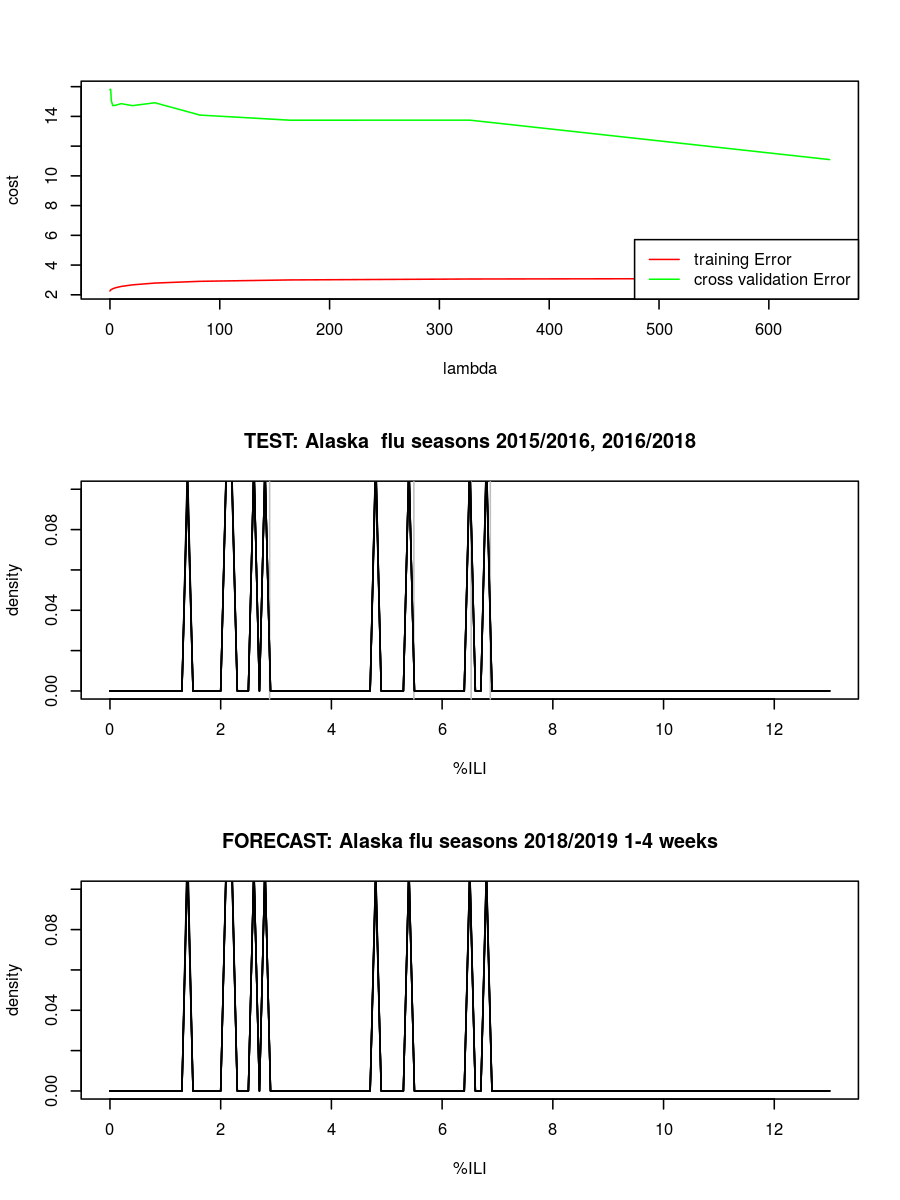 14
10
8
6
4
2
cost
training Error
cross validation Error
0 100 200 300 400 500 600
lambda
TEST: Alaska  flu seasons 2015/2016, 2016/2018
0.08
0.04
0.00
density
0 2 4 6 8 10 12
%ILI
FORECAST: Alaska flu seasons 2018/2019 1-4 weeks
0.08
0.04
0.00
density
0 2 4 6 8 10 12
%ILI